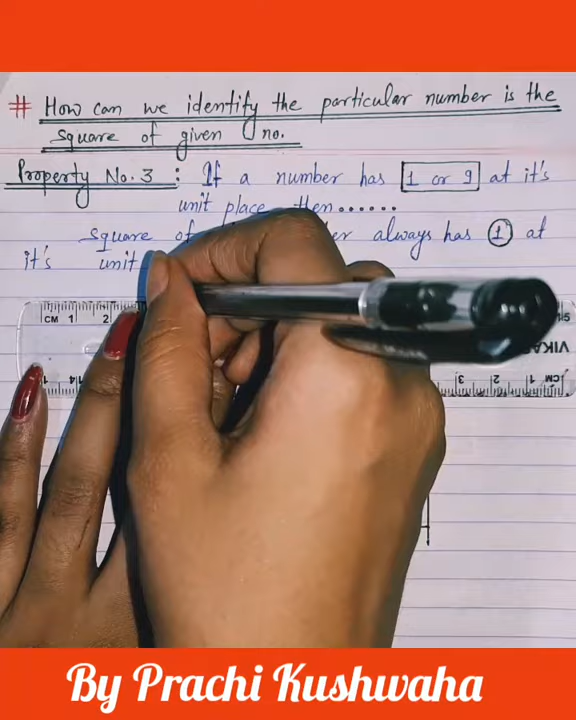 # How can we identify the particular number is the
square of given no.
Property No. 3 : If a number has 1 or 9 at it's
unit place then......
square of always has 1 at
it's unit
CM 1 2
15
VIKAS
3 2 1 CM
By Prachi Kushwaha